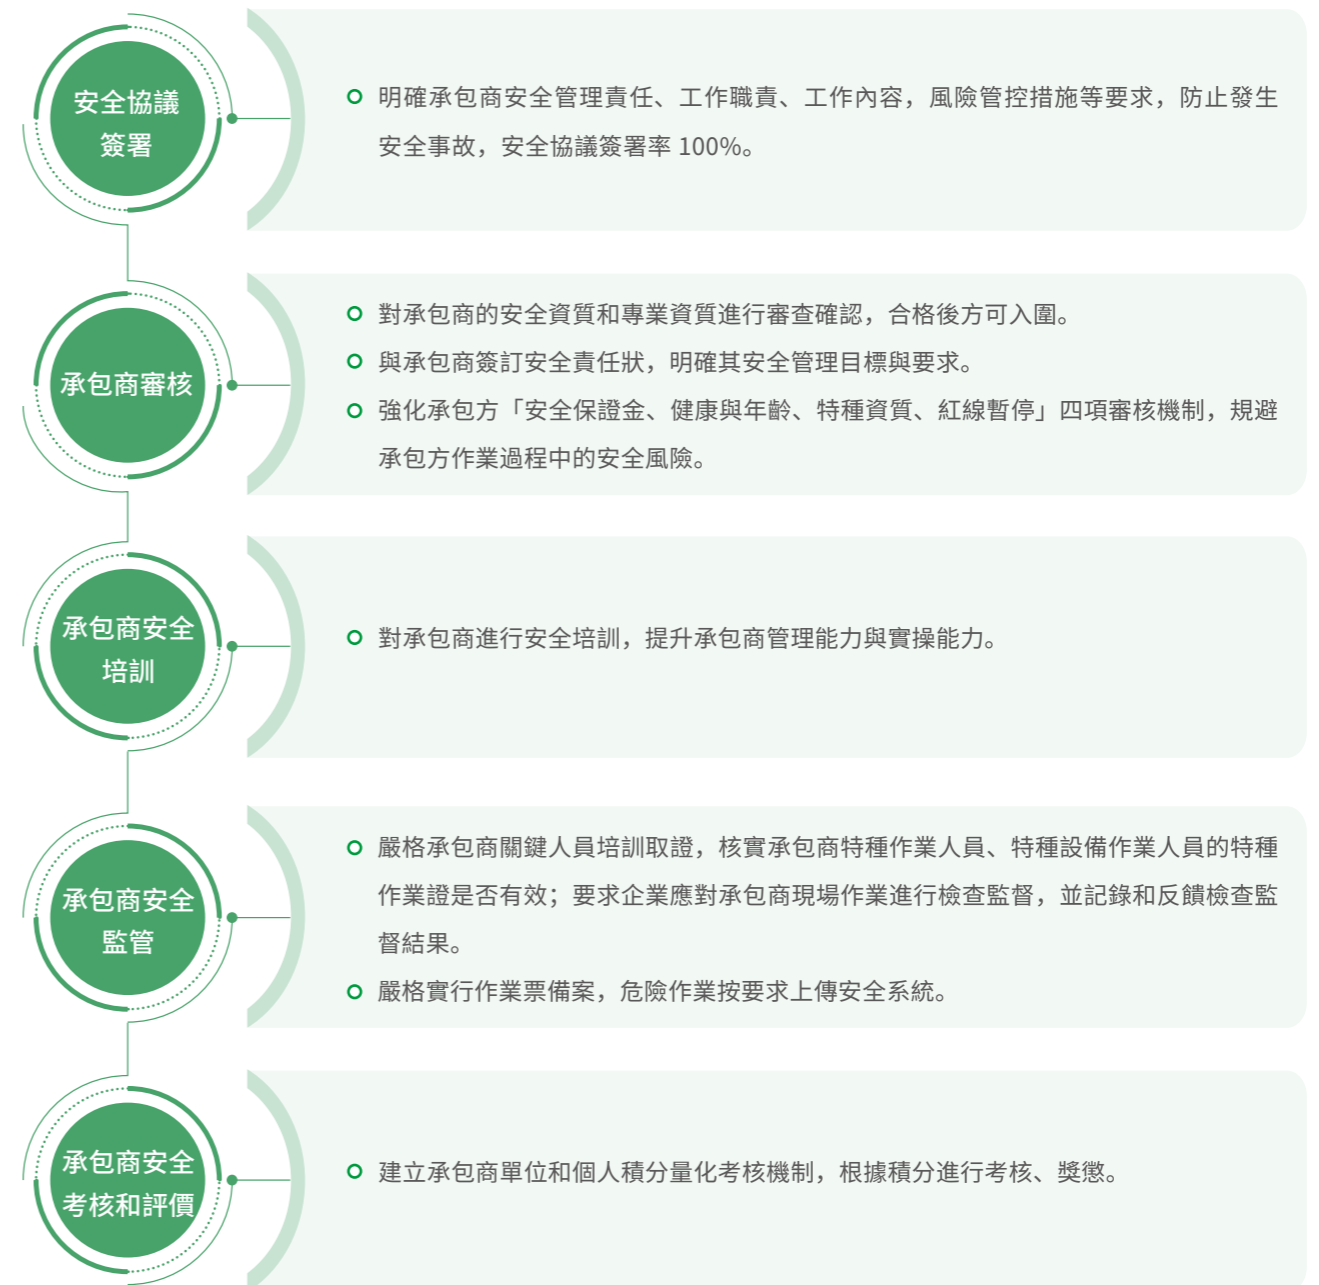 安全協議
簽署
明確承包商安全管理責任、工作職責、工作內容，風險管控措施等要求，防止發生
安全事故，安全協議簽署率 100%。
承包商審核
對承包商的安全資質和專業資質進行審查確認，合格後方可入圍。
與承包商簽訂安全責任狀，明確其安全管理目標與要求。
強化承包方「安全保證金、健康與年齡、特種資質、紅線暫停」四項審核機制，規避
承包方作業過程中的安全風險。
承包商安全
培訓
對承包商進行安全培訓，提升承包商管理能力與實操能力。
承包商安全
監管
嚴格承包商關鍵人員培訓取證，核實承包商特種作業人員、特種設備作業人員的特種
作業證是否有效；要求企業應對承包商現場作業進行檢查監督，並記錄和反饋檢查監
督結果。
嚴格實行作業票備案，危險作業按要求上傳安全系統。
承包商安全
考核和評價
建立承包商單位和個人積分量化考核機制，根據積分進行考核、獎懲。